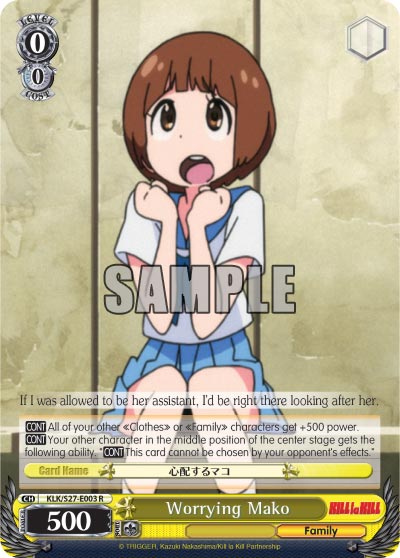 LEVEL
0
0
COST
SAMPLE
If I was allowed to be her assistant, I'd be right there looking after her.
CONT All of your other «Clothes» or «Family» characters get +500 power.
CONT Your other character in the middle position of the center stage gets the
following ability. "CONT This card cannot be chosen by your opponent's effects."
Card Name 心配するマコ
CD KLK/S27-E003 R
Worrying Mako
KILL la KILL
POWER 500
SOUL
Family
© TRIGGER, Kazuki Nakashima/Kill la Kill Partnership